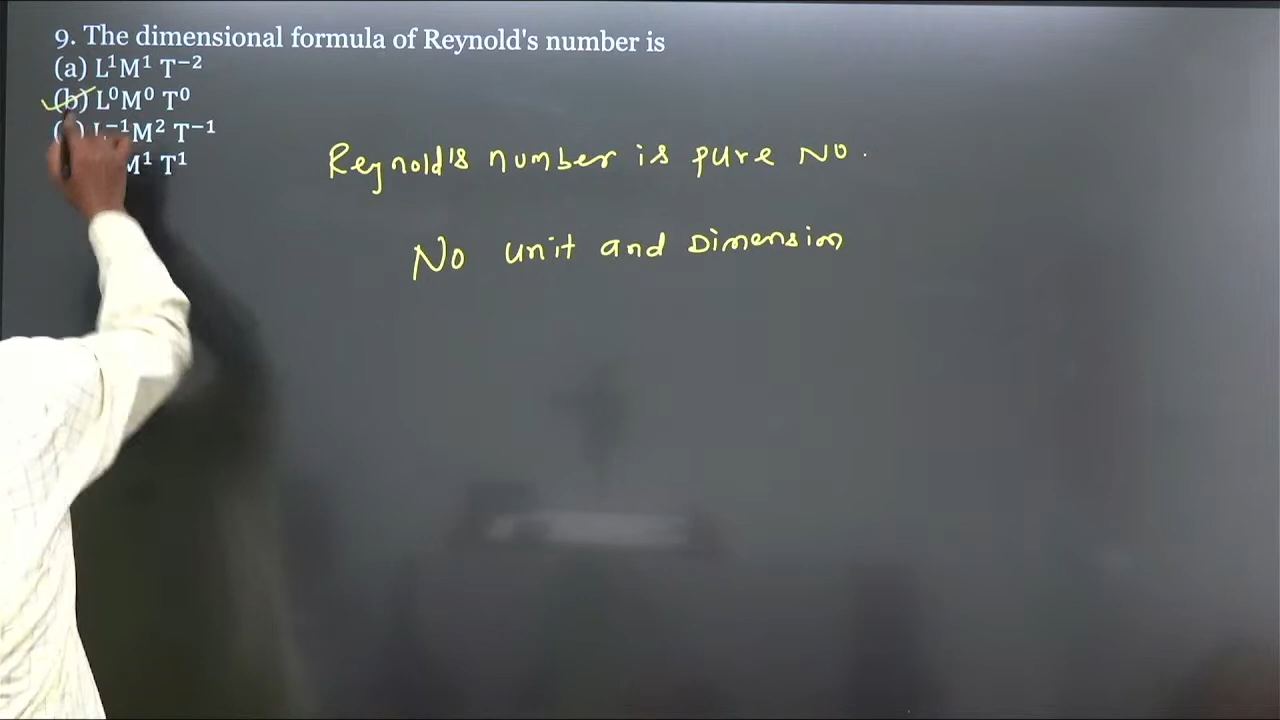 9. The dimensional formula of Reynold's number is
(a) L¹M¹ T⁻²
(b) L⁰M⁰ T⁰
L⁻¹M² T⁻¹
M¹ T¹
Reynold's number is pure No.
No unit and Dimension